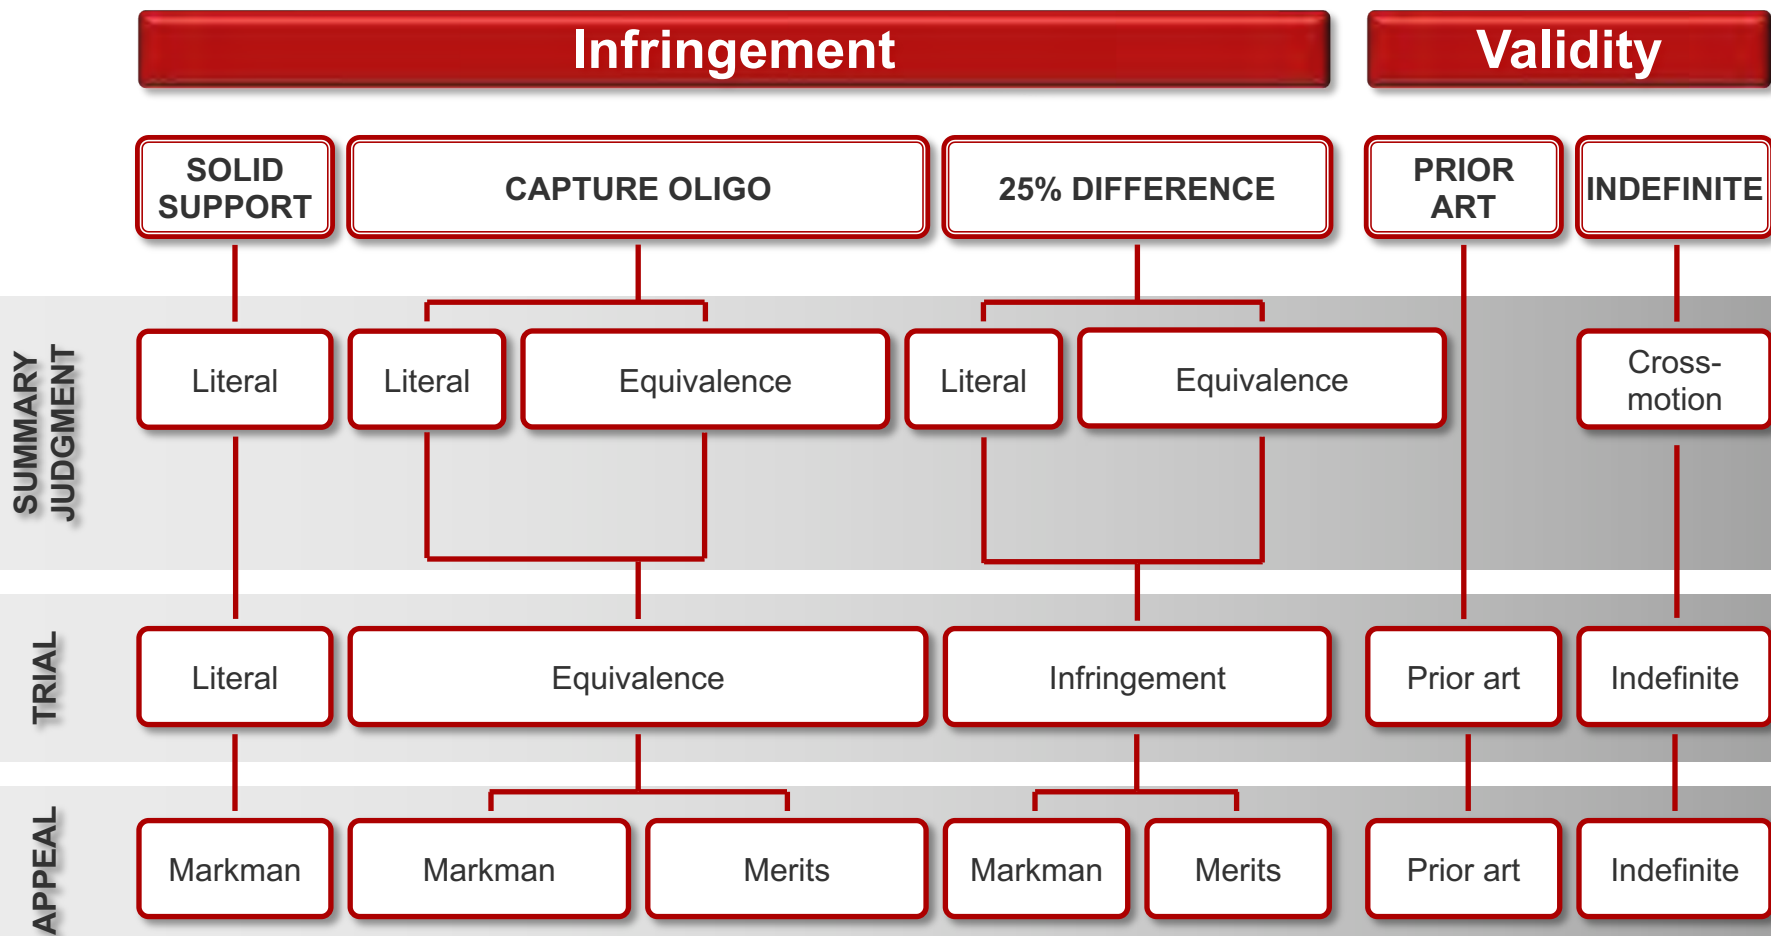 Infringement
Validity
SOLID
SUPPORT
CAPTURE OLIGO
25% DIFFERENCE
PRIOR
ART
INDEFINITE
SUMMARY
JUDGMENT
Literal
Literal
Equivalence
Literal
Equivalence
Cross-
motion
TRIAL
Literal
Equivalence
Infringement
Prior art
Indefinite
APPEAL
Markman
Markman
Merits
Markman
Merits
Prior art
Indefinite